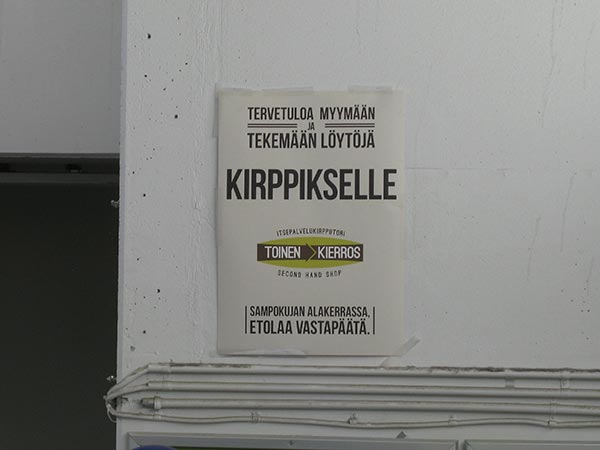 TERVETULOA MYYMÄÄN
JA
TEKEMÄÄN LÖYTÖJÄ
KIRPPIKSELLE
ITSEPALVELUKIRPPUTORI
TOINEN KIERROS
SECOND HAND SHOP
SAMPOKUJAN ALAKERRASSA,
ETOLAA VASTAPÄÄTÄ.